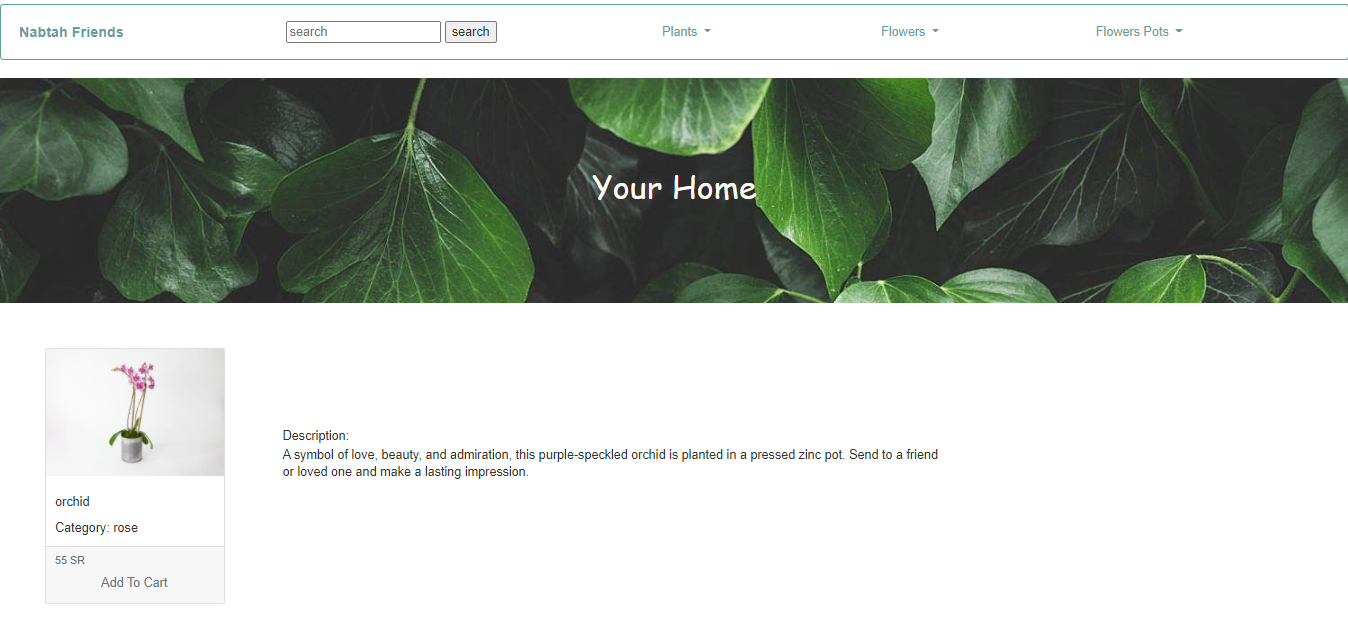 Nabtah Friends
search
search
Plants
Flowers
Flowers Pots
Your Home
orchid
Category: rose
55 SR
Add To Cart
Description:
A symbol of love, beauty, and admiration, this purple-speckled orchid is planted in a pressed zinc pot. Send to a friend
or loved one and make a lasting impression.